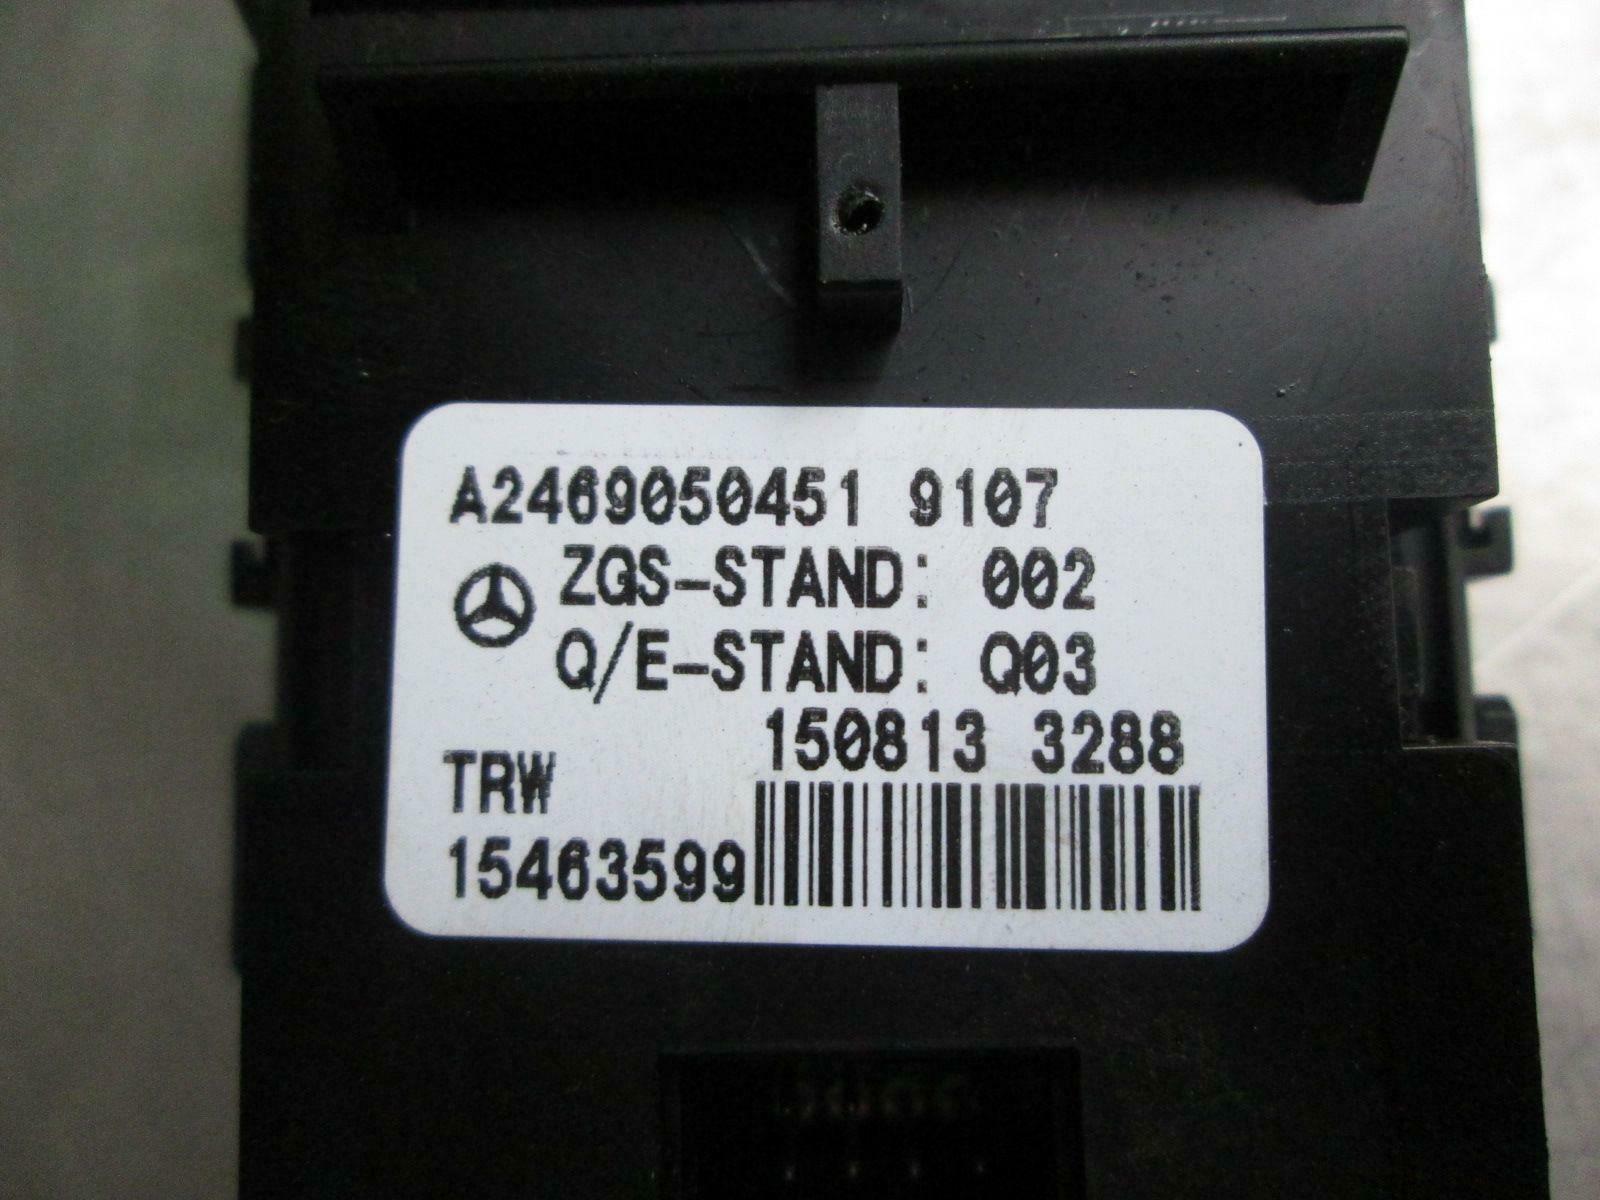 A2469050451 9107
ZGS-STAND: 002
Q/E-STAND: Q03
150813 3288
TRW
15463599